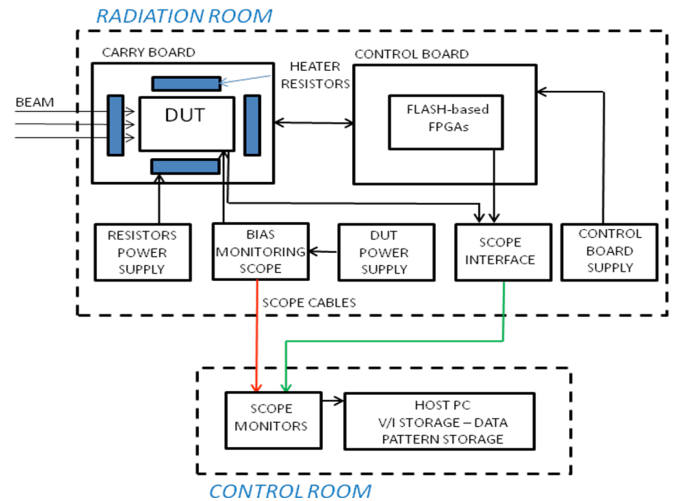 RADIATION ROOM
CARRY BOARD
CONTROL BOARD
HEATER
RESISTORS
BEAM
DUT
FLASH-based
FPGAs
RESISTORS
POWER
SUPPLY
BIAS
MONITORING
SCOPE
DUT
POWER
SUPPLY
SCOPE
INTERFACE
CONTROL
BOARD
SUPPLY
SCOPE CABLES
SCOPE
MONITORS
HOST PC
V/I STORAGE – DATA
PATTERN STORAGE
CONTROL ROOM